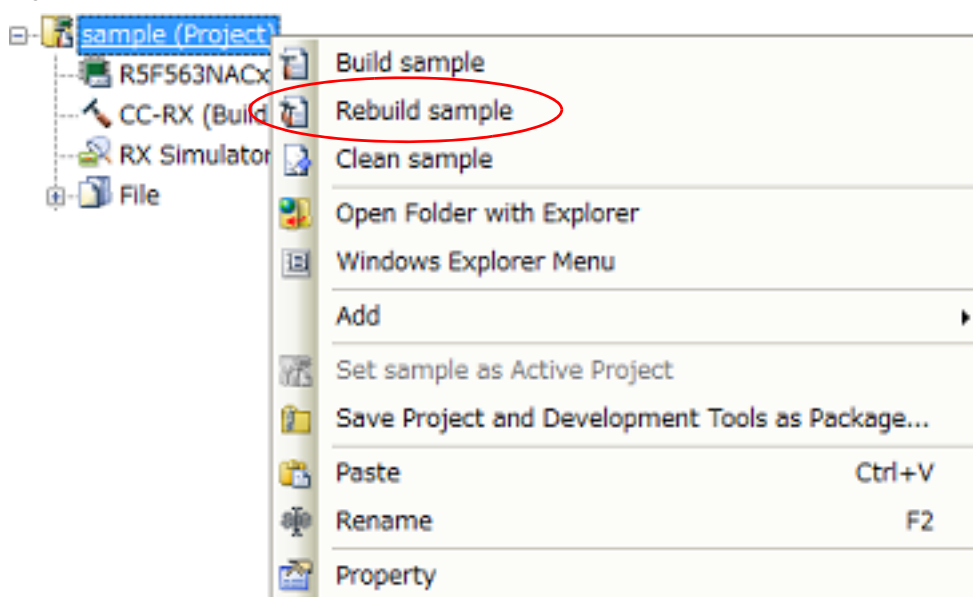 sample (Project)
R5F563NACx
CC-RX (Build
RX Simulator
File
Build sample
Rebuild sample
Clean sample
Open Folder with Explorer
Windows Explorer Menu
Add
Set sample as Active Project
Save Project and Development Tools as Package...
Paste Ctrl+V
Rename F2
Property